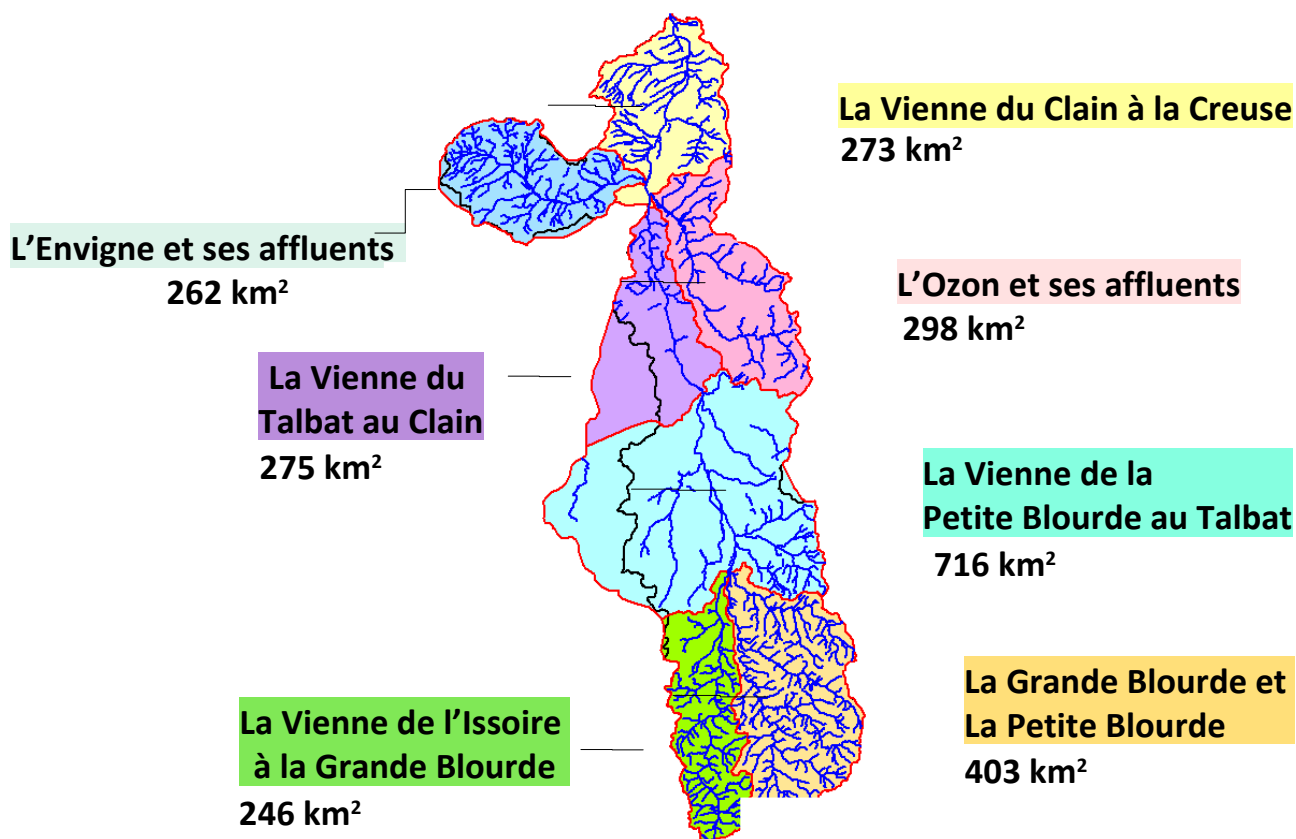 La Vienne du Clain à la Creuse
273 km²
L’Envigne et ses affluents
262 km²
L’Ozon et ses affluents
298 km²
La Vienne du
Talbat au Clain
275 km²
La Vienne de la
Petite Blourde au Talbat
716 km²
La Grande Blourde et
La Petite Blourde
403 km²
La Vienne de l’Issoire
à la Grande Blourde
246 km²